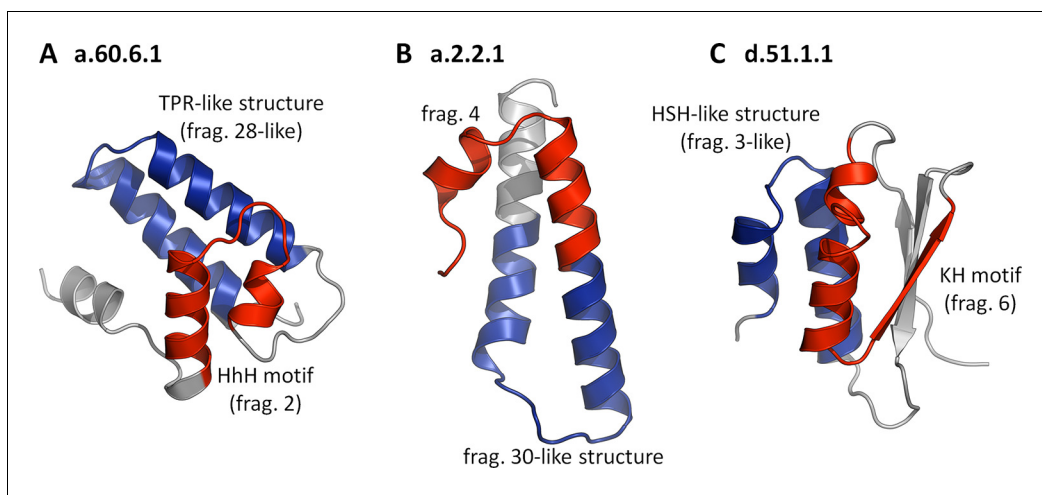 A a.60.6.1
TPR-like structure
(frag. 28-like)
HhH motif
(frag. 2)
B a.2.2.1
frag. 4
frag. 30-like structure
C d.51.1.1
HSH-like structure
(frag. 3-like)
KH motif
(frag. 6)